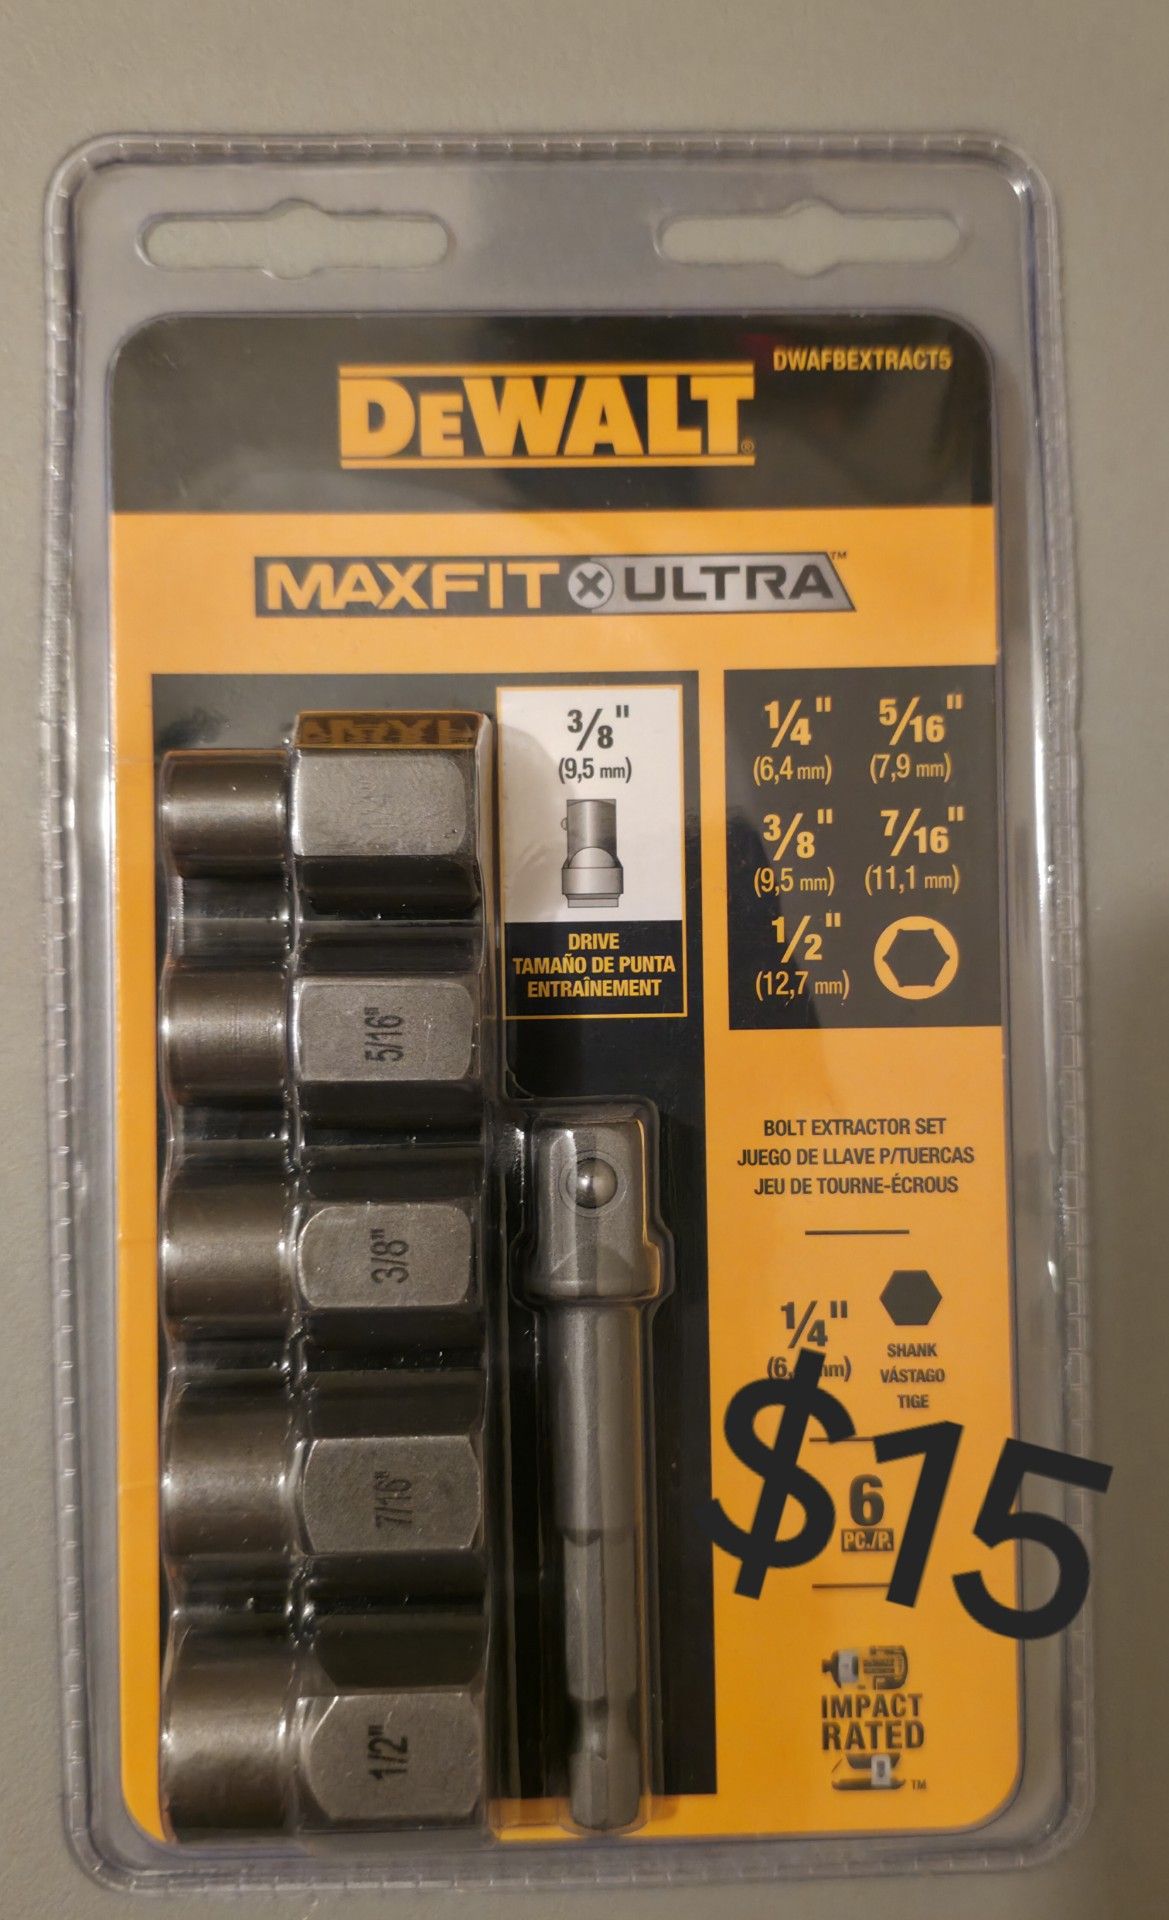 DWAFBEXTRACT5
DEWALT®
MAXFIT ULTRA™
3/8"
(9,5 mm)
DRIVE
TAMAÑO DE PUNTA
ENTRAÎNEMENT
1/4" 5/16"
(6,4 mm) (7,9 mm)
3/8" 7/16"
(9,5 mm) (11,1 mm)
1/2"
(12,7 mm)
5/16"
3/8"
7/16"
1/2"
BOLT EXTRACTOR SET
JUEGO DE LLAVE P/TUERCAS
JEU DE TOURNE-ÉCROUS
1/4"
SHANK
VÁSTAGO
TIGE
$15
6
PC./P.
IMPACT
RATED
™